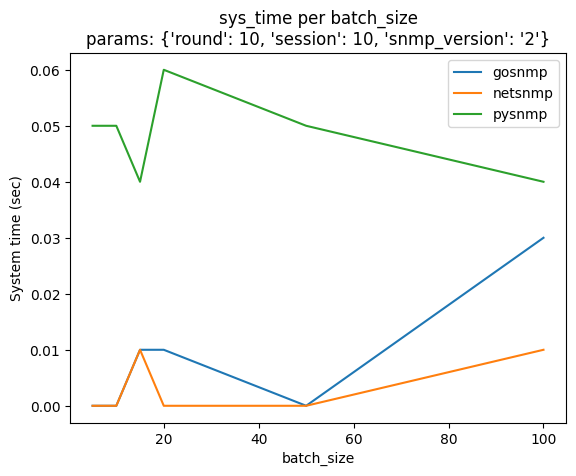 sys_time per batch_size
params: {'round': 10, 'session': 10, 'snmp_version': '2'}
gosnmp
netsnmp
pysnmp
System time (sec)
0.06
0.05
0.04
0.03
0.02
0.01
0.00
20 40 60 80 100
batch_size